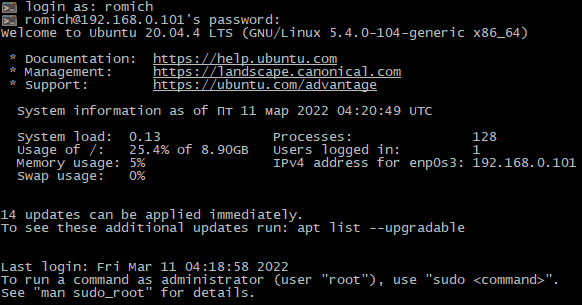 login as: romich
romich@192.168.0.101's password:
Welcome to Ubuntu 20.04.4 LTS (GNU/Linux 5.4.0-104-generic x86_64)
* Documentation: https://help.ubuntu.com
* Management: https://landscape.canonical.com
* Support: https://ubuntu.com/advantage
System information as of Пт 11 мар 2022 04:20:49 UTC
System load: 0.13 Processes: 128
Usage of /: 25.4% of 8.90GB Users logged in: 1
Memory usage: 5% IPv4 address for enp0s3: 192.168.0.101
Swap usage: 0%
14 updates can be applied immediately.
To see these additional updates run: apt list --upgradable
Last login: Fri Mar 11 04:18:58 2022
To run a command as administrator (user "root"), use "sudo <command>".
See "man sudo_root" for details.